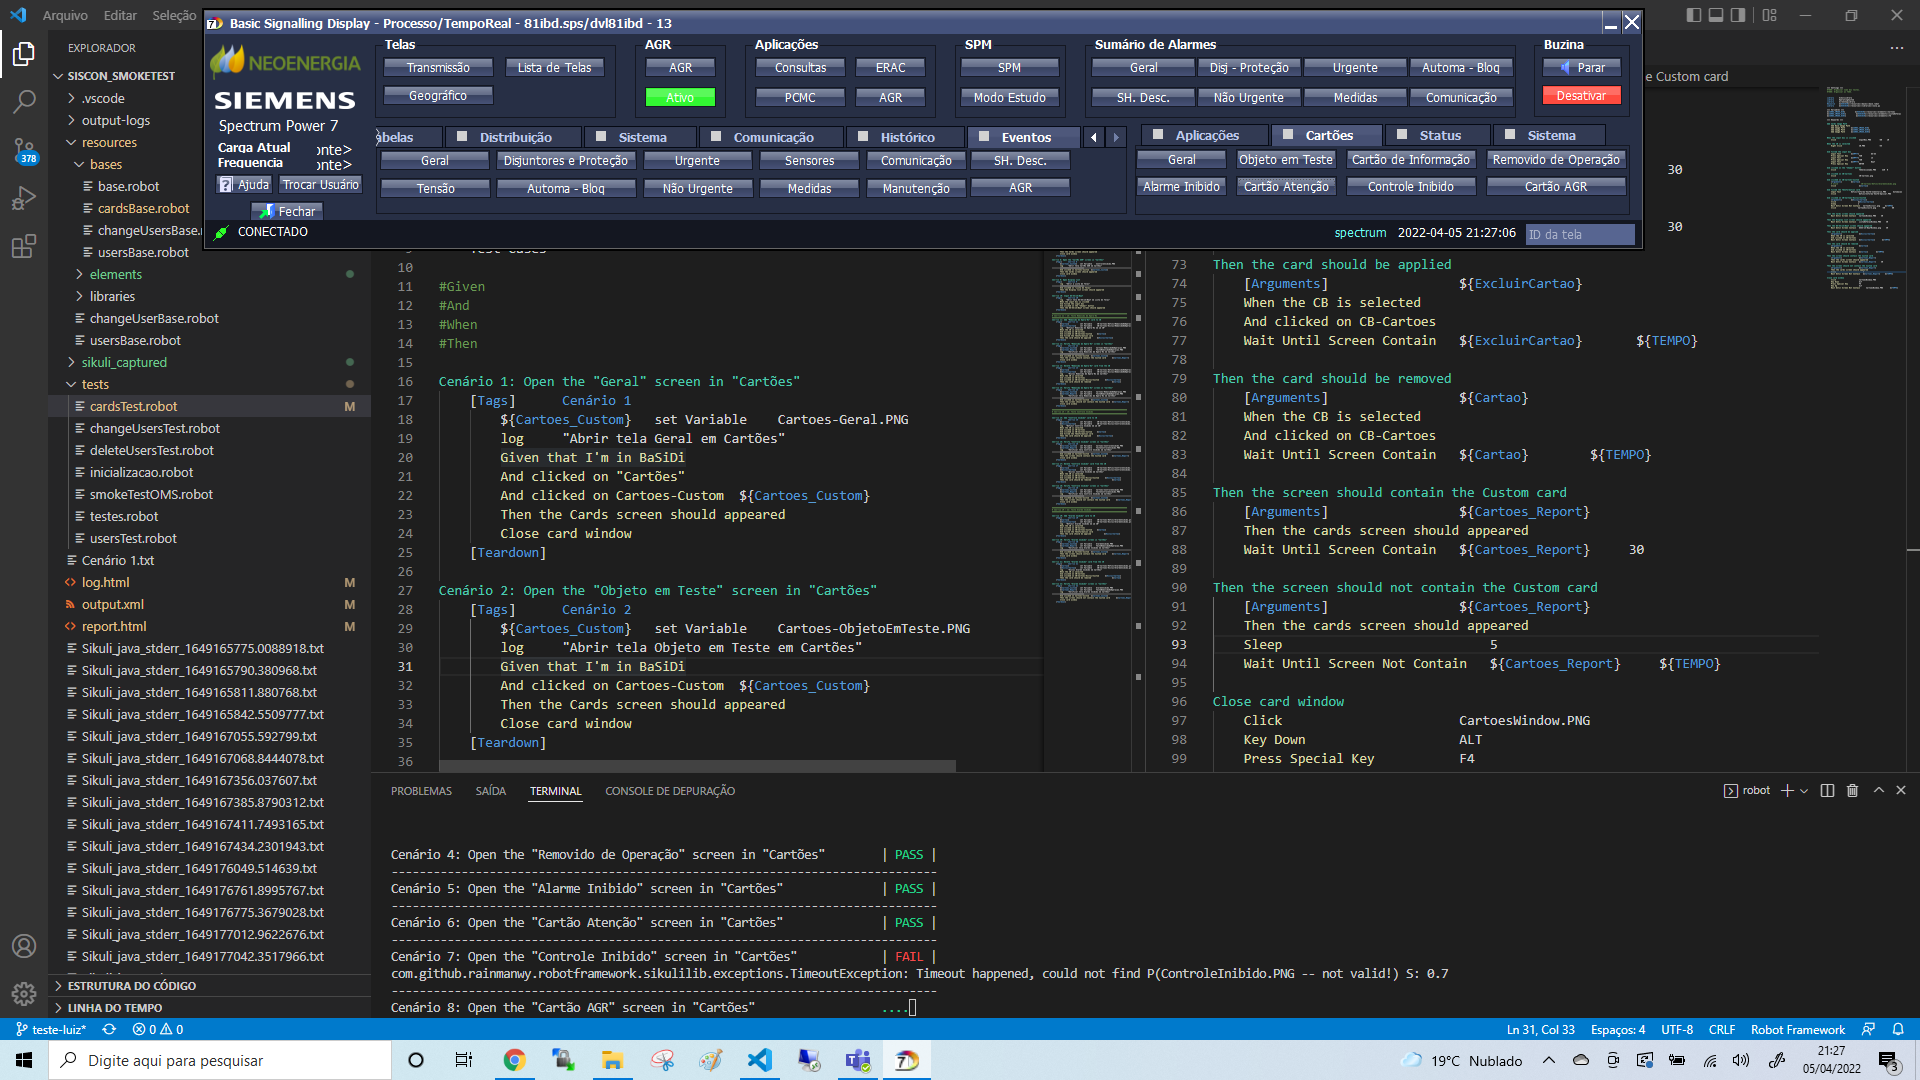 Arquivo Editar Seleção
Basic Signalling Display - Processo/TempoReal - 81ibd.sps/dvl81ibd - 13
NEOENERGIA
SIEMENS
Spectrum Power 7
Carga Atual onte>
Frequencia onte>
Ajuda Trocar Usuário
Fechar
CONECTADO
Telas
Transmissão Lista de Telas
Geográfico
AGR
AGR
Ativo
Aplicações
Consultas ERAC
PCMC AGR
SPM
SPM
Modo Estudo
Sumário de Alarmes
Geral Disj - Proteção Urgente Automa - Bloq
SH. Desc. Não Urgente Medidas Comunicação
Buzina
Parar
Desativar
abelas Distribuição Sistema Comunicação Histórico Eventos
Geral Disjuntores e Proteção Urgente Sensores Comunicação SH. Desc.
Tensão Automa - Bloq Não Urgente Medidas Manutenção AGR
Aplicações Cartões Status Sistema
Geral Objeto em Teste Cartão de Informação Removido de Operação
Alarme Inibido Cartão Atenção Controle Inibido Cartão AGR
spectrum 2022-04-05 21:27:06 ID da tela
e Custom card
30
30
EXPLORADOR
SISCON_SMOKETEST
.vscode
output-logs
resources
bases
base.robot
cardsBase.robot
changeUsersBase.
usersBase.robot
elements
libraries
changeUserBase.robot
usersBase.robot
sikuli_captured
tests
cardsTest.robot M
changeUsersTest.robot
deleteUsersTest.robot
inicializacao.robot
smokeTestOMS.robot
testes.robot
usersTest.robot
Cenário 1.txt
log.html M
output.xml M
report.html M
Sikuli_java_stderr_1649165775.0088918.txt
Sikuli_java_stderr_1649165790.380968.txt
Sikuli_java_stderr_1649165811.880768.txt
Sikuli_java_stderr_1649165842.5509777.txt
Sikuli_java_stderr_1649167055.592799.txt
Sikuli_java_stderr_1649167068.8444078.txt
Sikuli_java_stderr_1649167356.037607.txt
Sikuli_java_stderr_1649167385.8790312.txt
Sikuli_java_stderr_1649167411.7493165.txt
Sikuli_java_stderr_1649167434.2301943.txt
Sikuli_java_stderr_1649176049.514639.txt
Sikuli_java_stderr_1649176761.8995767.txt
Sikuli_java_stderr_1649176775.3679028.txt
Sikuli_java_stderr_1649177012.9622676.txt
Sikuli_java_stderr_1649177042.3517966.txt
ESTRUTURA DO CÓDIGO
LINHA DO TEMPO
378
10
11 #Given
12 #And
13 #When
14 #Then
15
16 Cenário 1: Open the "Geral" screen in "Cartões"
17 [Tags] Cenário 1
18 ${Cartoes_Custom} set Variable Cartoes-Geral.PNG
19 log "Abrir tela Geral em Cartões"
20 Given that I'm in BaSiDi
21 And clicked on "Cartões"
22 And clicked on Cartoes-Custom ${Cartoes_Custom}
23 Then the Cards screen should appeared
24 Close card window
25 [Teardown]
26
27 Cenário 2: Open the "Objeto em Teste" screen in "Cartões"
28 [Tags] Cenário 2
29 ${Cartoes_Custom} set Variable Cartoes-ObjetoEmTeste.PNG
30 log "Abrir tela Objeto em Teste em Cartões"
31 Given that I'm in BaSiDi
32 And clicked on Cartoes-Custom ${Cartoes_Custom}
33 Then the Cards screen should appeared
34 Close card window
35 [Teardown]
36
73 Then the card should be applied
74 [Arguments] ${ExcluirCartao}
75 When the CB is selected
76 And clicked on CB-Cartoes
77 Wait Until Screen Contain ${ExcluirCartao} ${TEMPO}
78
79 Then the card should be removed
80 [Arguments] ${Cartao}
81 When the CB is selected
82 And clicked on CB-Cartoes
83 Wait Until Screen Contain ${Cartao} ${TEMPO}
84
85 Then the screen should contain the Custom card
86 [Arguments] ${Cartoes_Report}
87 Then the cards screen should appeared
88 Wait Until Screen Contain ${Cartoes_Report} 30
89
90 Then the screen should not contain the Custom card
91 [Arguments] ${Cartoes_Report}
92 Then the cards screen should appeared
93 Sleep 5
94 Wait Until Screen Not Contain ${Cartoes_Report} ${TEMPO}
95
96 Close card window
97 Click CartoesWindow.PNG
98 Key Down ALT
99 Press Special Key F4
PROBLEMAS SAÍDA TERMINAL CONSOLE DE DEPURAÇÃO
robot
Cenário 4: Open the "Removido de Operação" screen in "Cartões" | PASS |
Cenário 5: Open the "Alarme Inibido" screen in "Cartões" | PASS |
Cenário 6: Open the "Cartão Atenção" screen in "Cartões" | PASS |
Cenário 7: Open the "Controle Inibido" screen in "Cartões" | FAIL |
com.github.rainmanwy.robotframework.sikulilib.exceptions.TimeoutException: Timeout happened, could not find P(ControleInibido.PNG -- not valid!) S: 0.7
Cenário 8: Open the "Cartão AGR" screen in "Cartões" ....
teste-luiz* 0 0
Ln 31, Col 33 Espaços: 4 UTF-8 CRLF Robot Framework
Digite aqui para pesquisar
19°C Nublado
21:27
05/04/2022
3